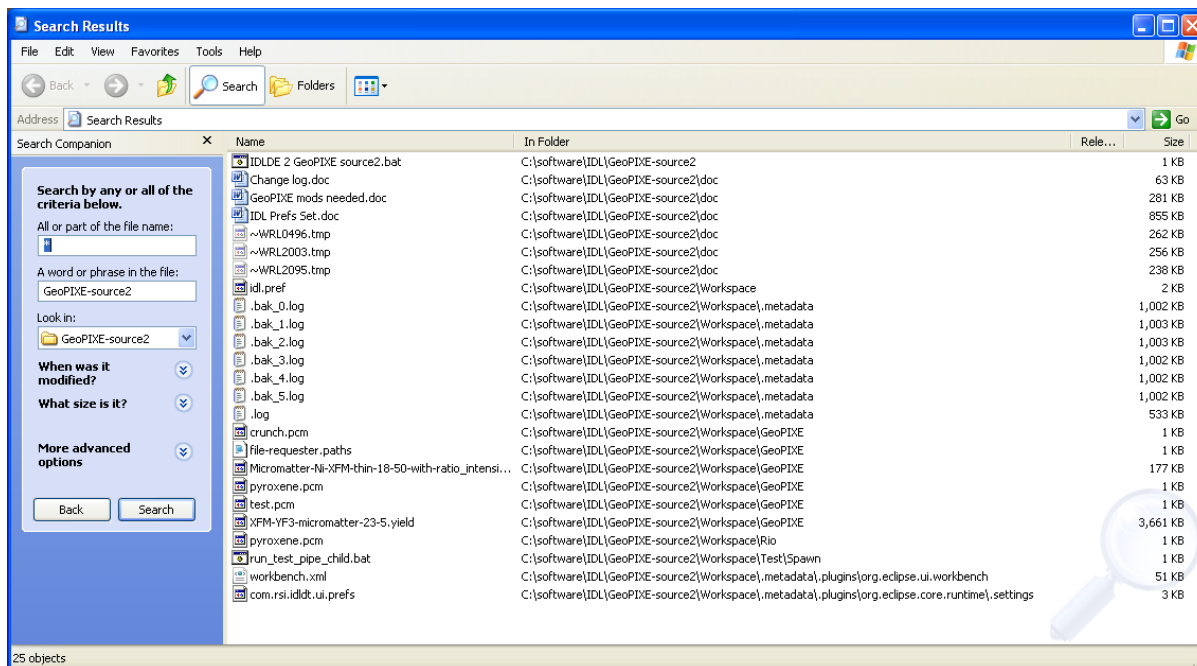 Search Results
File Edit View Favorites Tools Help
Back Search Folders
Address Search Results Go
Search Companion Name In Folder Rele... Size
Search by any or all of the
criteria below.
All or part of the file name:
*
A word or phrase in the file:
GeoPIXE-source2
Look in:
GeoPIXE-source2
When was it
modified?
What size is it?
More advanced
options
Back Search
IDLDE 2 GeoPIXE source2.bat C:\software\IDL\GeoPIXE-source2 1 KB
Change log.doc C:\software\IDL\GeoPIXE-source2\doc 63 KB
GeoPIXE mods needed.doc C:\software\IDL\GeoPIXE-source2\doc 281 KB
IDL Prefs Set.doc C:\software\IDL\GeoPIXE-source2\doc 855 KB
~WRL0496.tmp C:\software\IDL\GeoPIXE-source2\doc 262 KB
~WRL2003.tmp C:\software\IDL\GeoPIXE-source2\doc 256 KB
~WRL2095.tmp C:\software\IDL\GeoPIXE-source2\doc 238 KB
idl.pref C:\software\IDL\GeoPIXE-source2\Workspace 2 KB
.bak_0.log C:\software\IDL\GeoPIXE-source2\Workspace\.metadata 1,002 KB
.bak_1.log C:\software\IDL\GeoPIXE-source2\Workspace\.metadata 1,003 KB
.bak_2.log C:\software\IDL\GeoPIXE-source2\Workspace\.metadata 1,003 KB
.bak_3.log C:\software\IDL\GeoPIXE-source2\Workspace\.metadata 1,002 KB
.bak_4.log C:\software\IDL\GeoPIXE-source2\Workspace\.metadata 1,002 KB
.bak_5.log C:\software\IDL\GeoPIXE-source2\Workspace\.metadata 1,002 KB
.log C:\software\IDL\GeoPIXE-source2\Workspace\.metadata 533 KB
crunch.pcm C:\software\IDL\GeoPIXE-source2\Workspace\GeoPIXE 1 KB
file-requester.paths C:\software\IDL\GeoPIXE-source2\Workspace\GeoPIXE 1 KB
Micromatter-Ni-XFM-thin-18-50-with-ratio_intensi... C:\software\IDL\GeoPIXE-source2\Workspace\GeoPIXE 177 KB
pyroxene.pcm C:\software\IDL\GeoPIXE-source2\Workspace\GeoPIXE 1 KB
test.pcm C:\software\IDL\GeoPIXE-source2\Workspace\GeoPIXE 1 KB
XFM-YF3-micromatter-23-5.yield C:\software\IDL\GeoPIXE-source2\Workspace\GeoPIXE 3,661 KB
pyroxene.pcm C:\software\IDL\GeoPIXE-source2\Workspace\Rio 1 KB
run_test_pipe_child.bat C:\software\IDL\GeoPIXE-source2\Workspace\Test\Spawn 1 KB
workbench.xml C:\software\IDL\GeoPIXE-source2\Workspace\.metadata\.plugins\org.eclipse.ui.workbench 51 KB
com.rsi.idldt.ui.prefs C:\software\IDL\GeoPIXE-source2\Workspace\.metadata\.plugins\org.eclipse.core.runtime\.settings 3 KB
25 objects